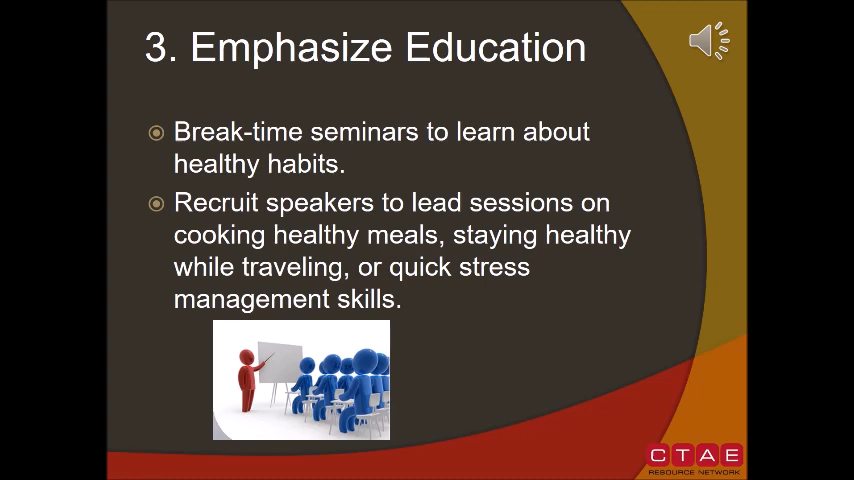 3. Emphasize Education
Break-time seminars to learn about
healthy habits.
Recruit speakers to lead sessions on
cooking healthy meals, staying healthy
while traveling, or quick stress
management skills.
CTAE
RESOURCE NETWORK